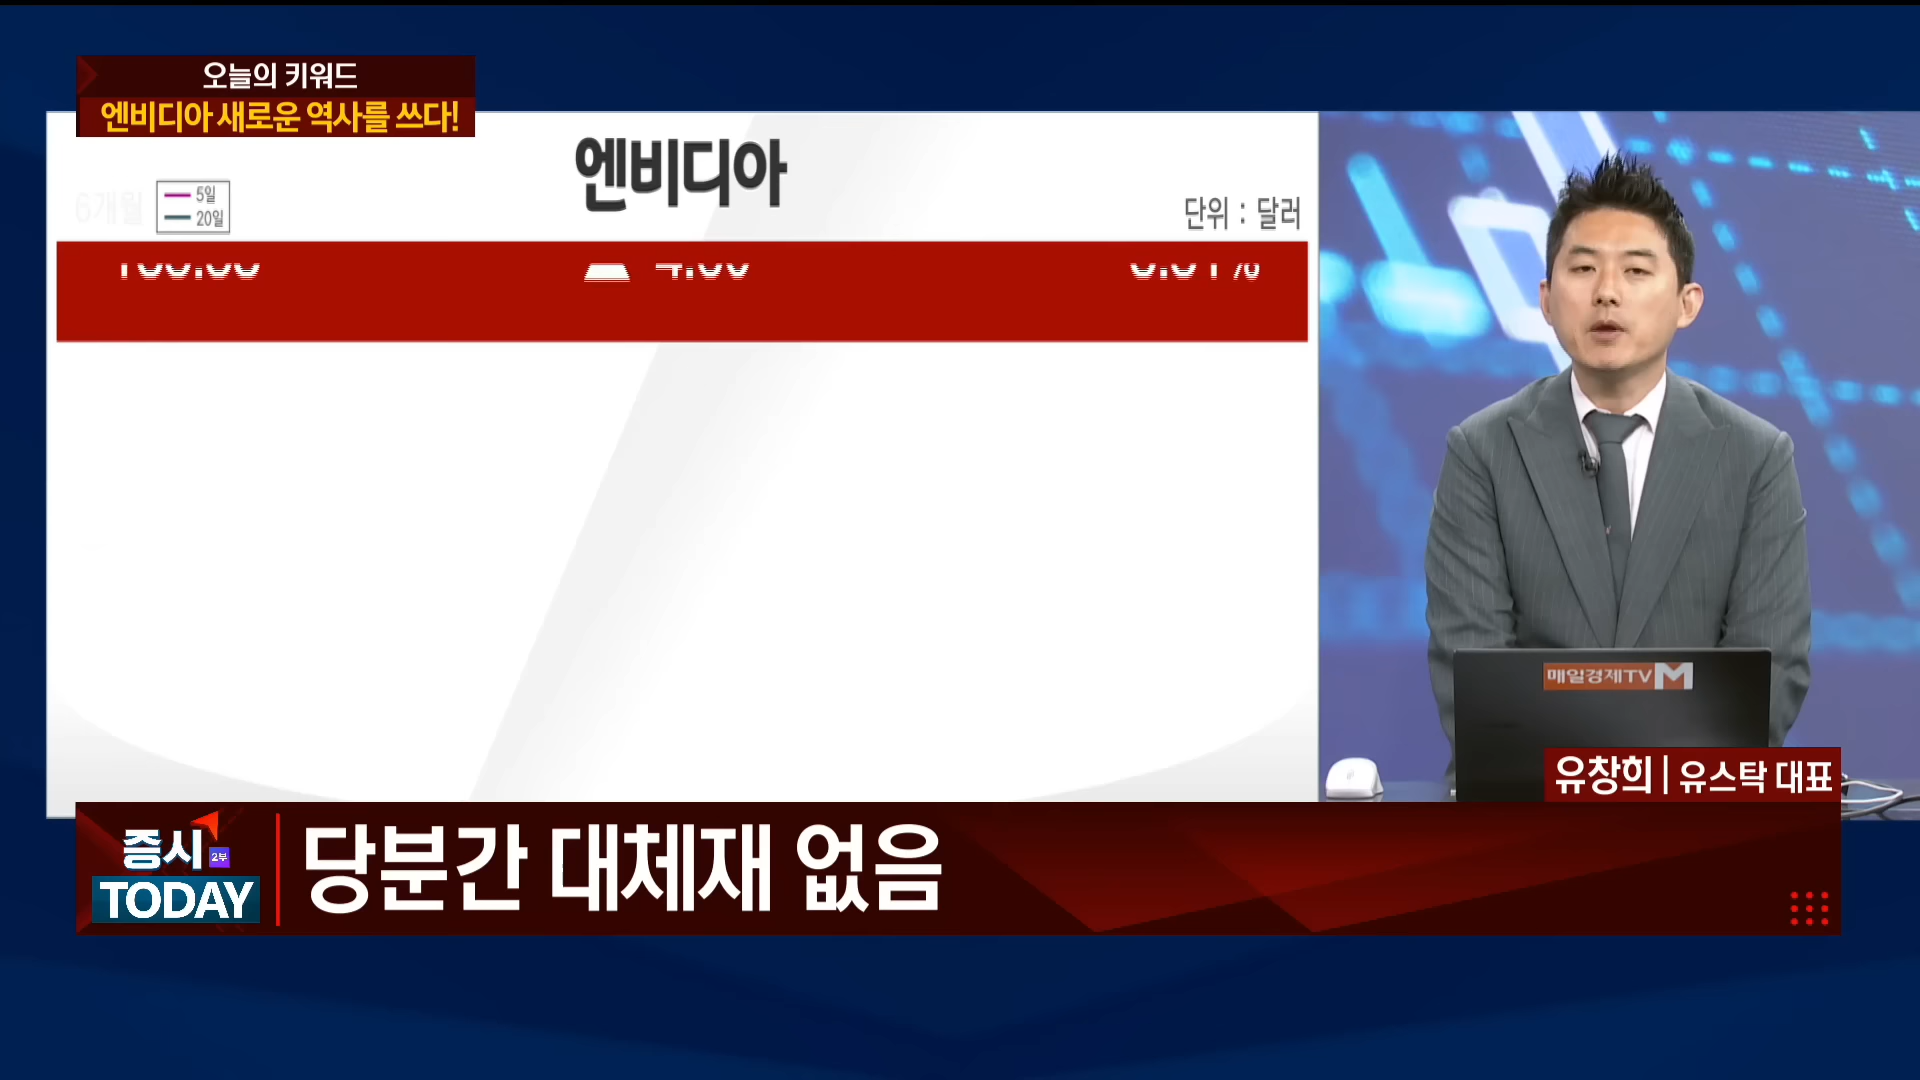 오늘의 키워드
엔비디아 새로운 역사를 쓰다!
엔비디아
6개월
5일
20일
단위 : 달러
매일경제TV M
유창희 | 유스탁 대표
증시 2부
TODAY
당분간 대체재 없음